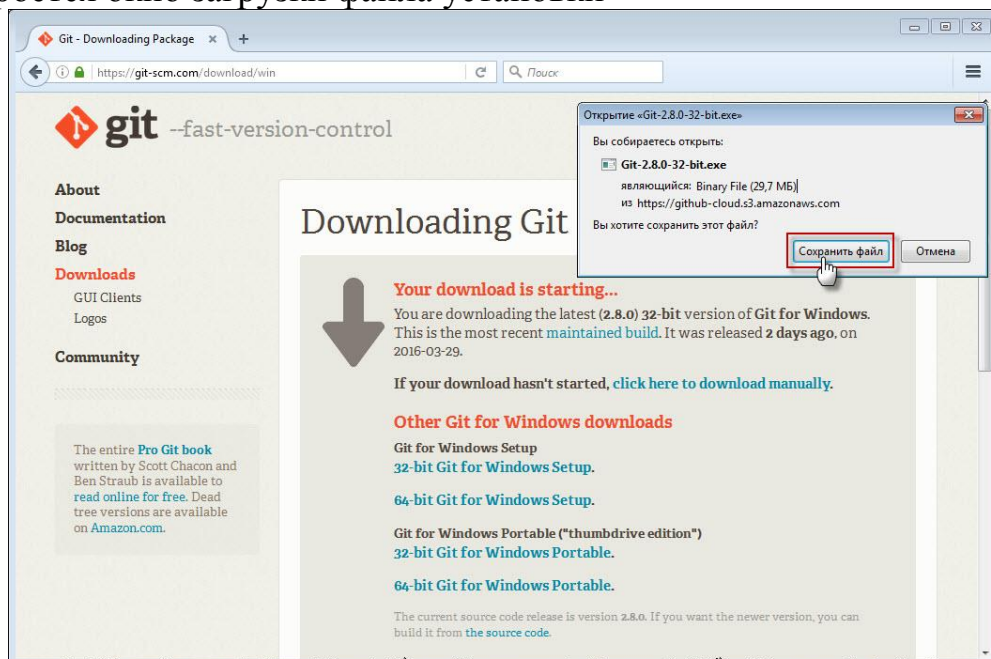 окно загрузки файла установки
Git - Downloading Package × +
https://git-scm.com/download/win
Поиск
git --fast-version-control
Открытие «Git-2.8.0-32-bit.exe»
Вы собираетесь открыть:
Git-2.8.0-32-bit.exe
являющийся: Binary File (29,7 МБ)
из https://github-cloud.s3.amazonaws.com
Вы хотите сохранить этот файл?
Сохранить файл
Отмена
About
Documentation
Blog
Downloads
GUI Clients
Logos
Community
The entire Pro Git book
written by Scott Chacon and
Ben Straub is available to
read online for free. Dead
tree versions are available
on Amazon.com.
Downloading Git
Your download is starting...
You are downloading the latest (2.8.0) 32-bit version of Git for Windows.
This is the most recent maintained build. It was released 2 days ago, on
2016-03-29.
If your download hasn't started, click here to download manually.
Other Git for Windows downloads
Git for Windows Setup
32-bit Git for Windows Setup.
64-bit Git for Windows Setup.
Git for Windows Portable ("thumbdrive edition")
32-bit Git for Windows Portable.
64-bit Git for Windows Portable.
The current source code release is version 2.8.0. If you want the newer version, you can
build it from the source code.